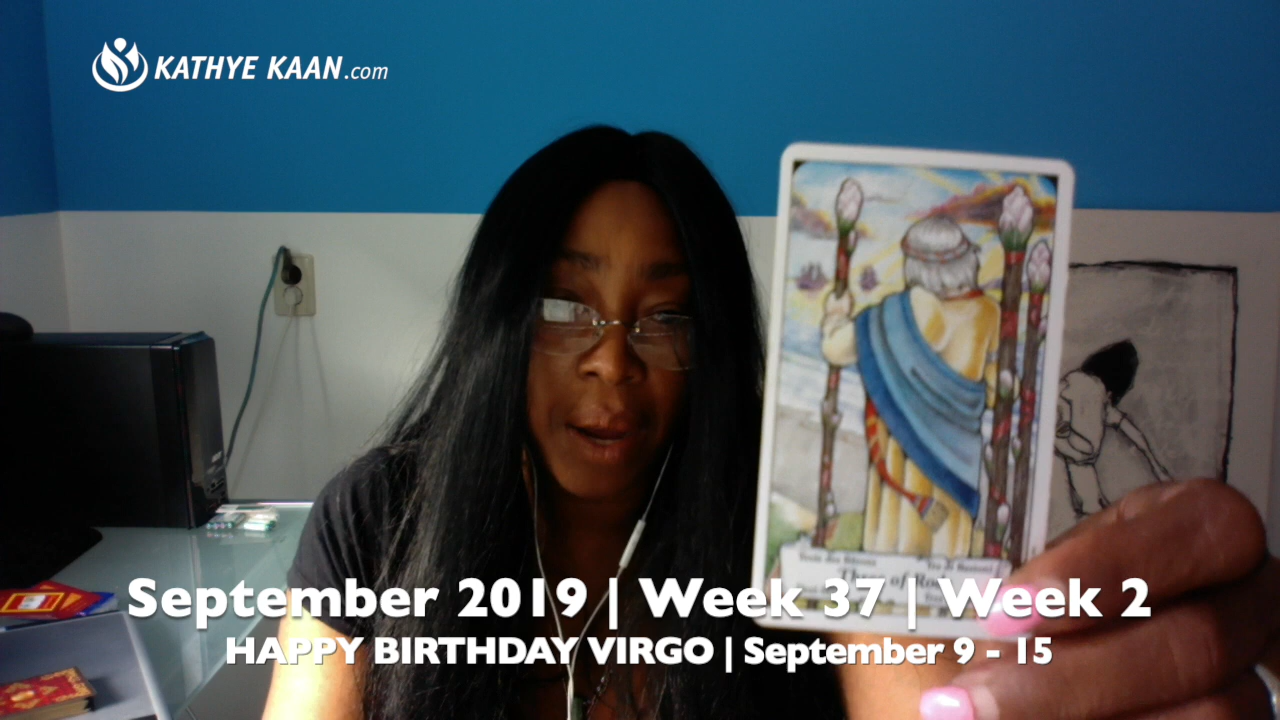 KATHYE KAAN.com
September 2019 | Week 37 | Week 2
HAPPY BIRTHDAY VIRGO | September 9 - 15